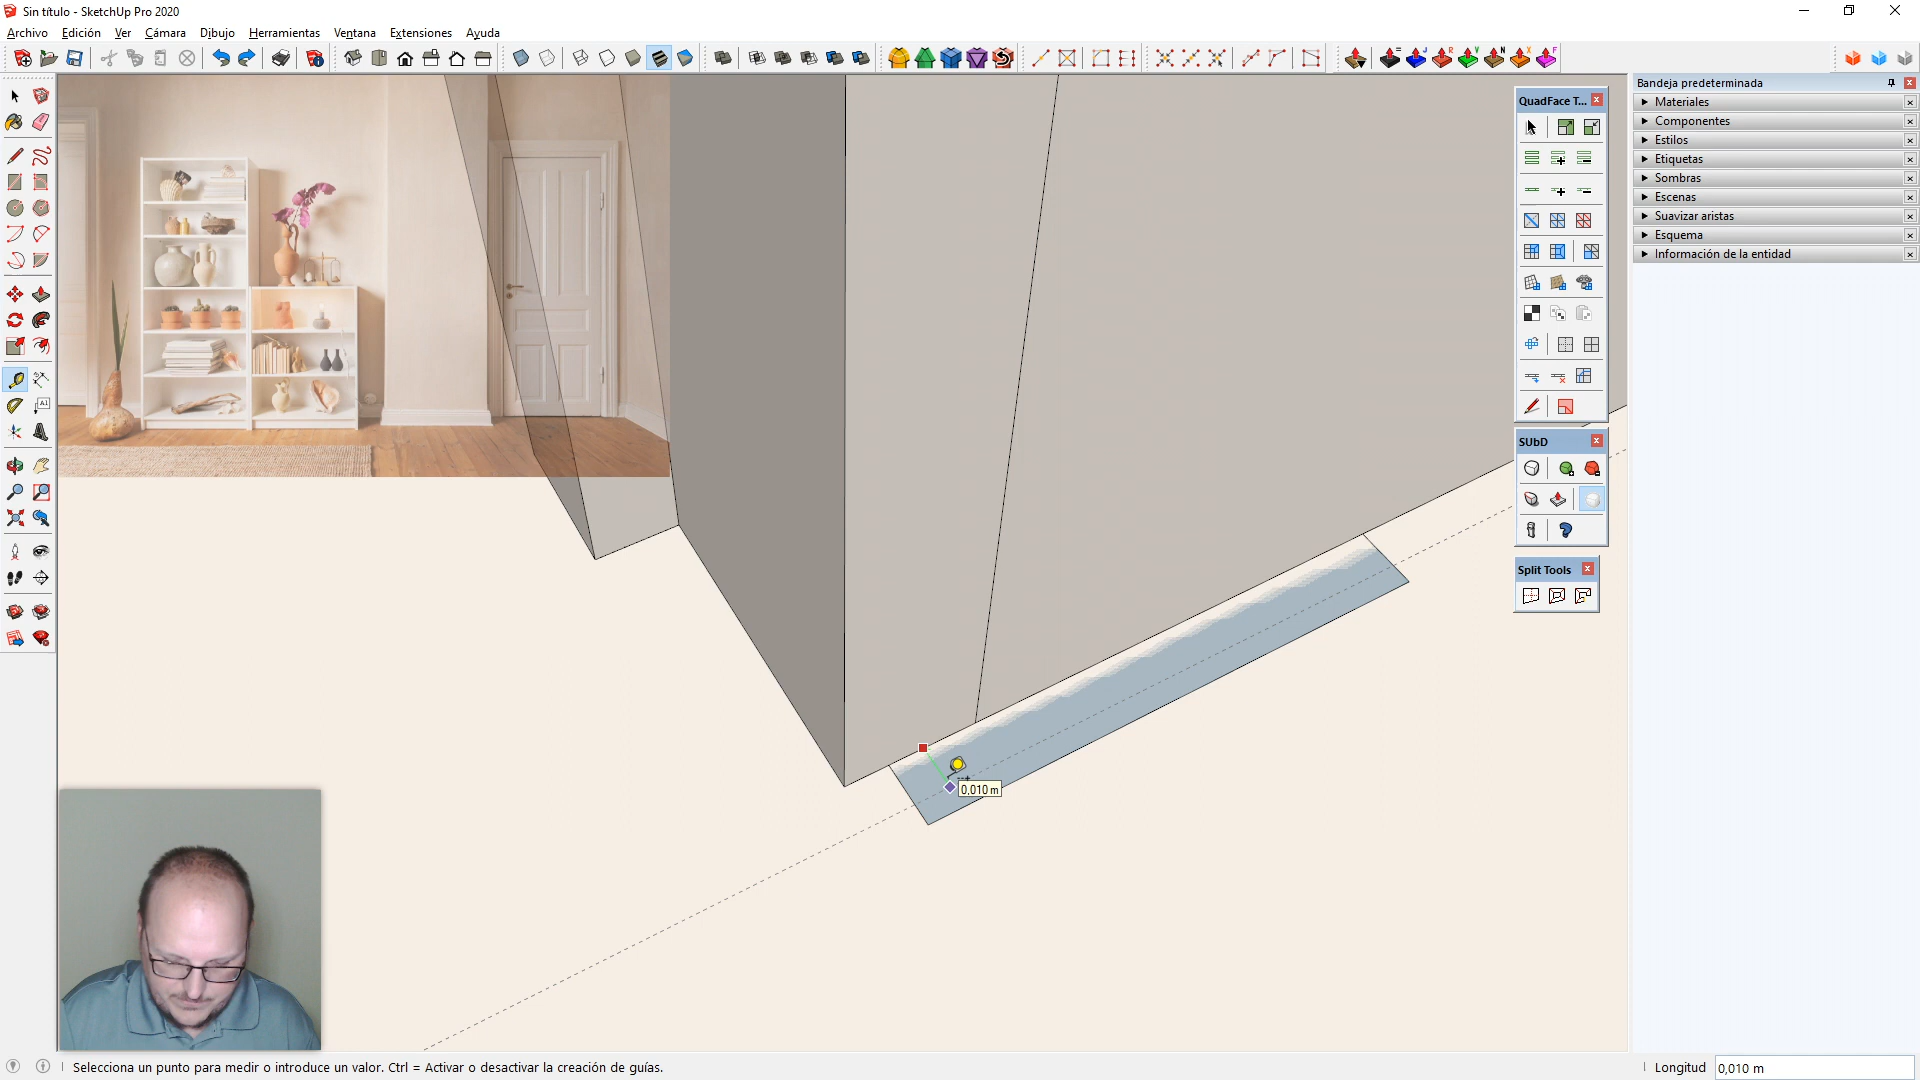 Sin título - SketchUp Pro 2020
Archivo Edición Ver Cámara Dibujo Herramientas Ventana Extensiones Ayuda
Bandeja predeterminada
Materiales
Componentes
Estilos
Etiquetas
Sombras
Escenas
Suavizar aristas
Esquema
Información de la entidad
QuadFace T...
SUbD
Split Tools
0,010 m
Selecciona un punto para medir o introduce un valor. Ctrl = Activar o desactivar la creación de guías.
Longitud 0,010 m